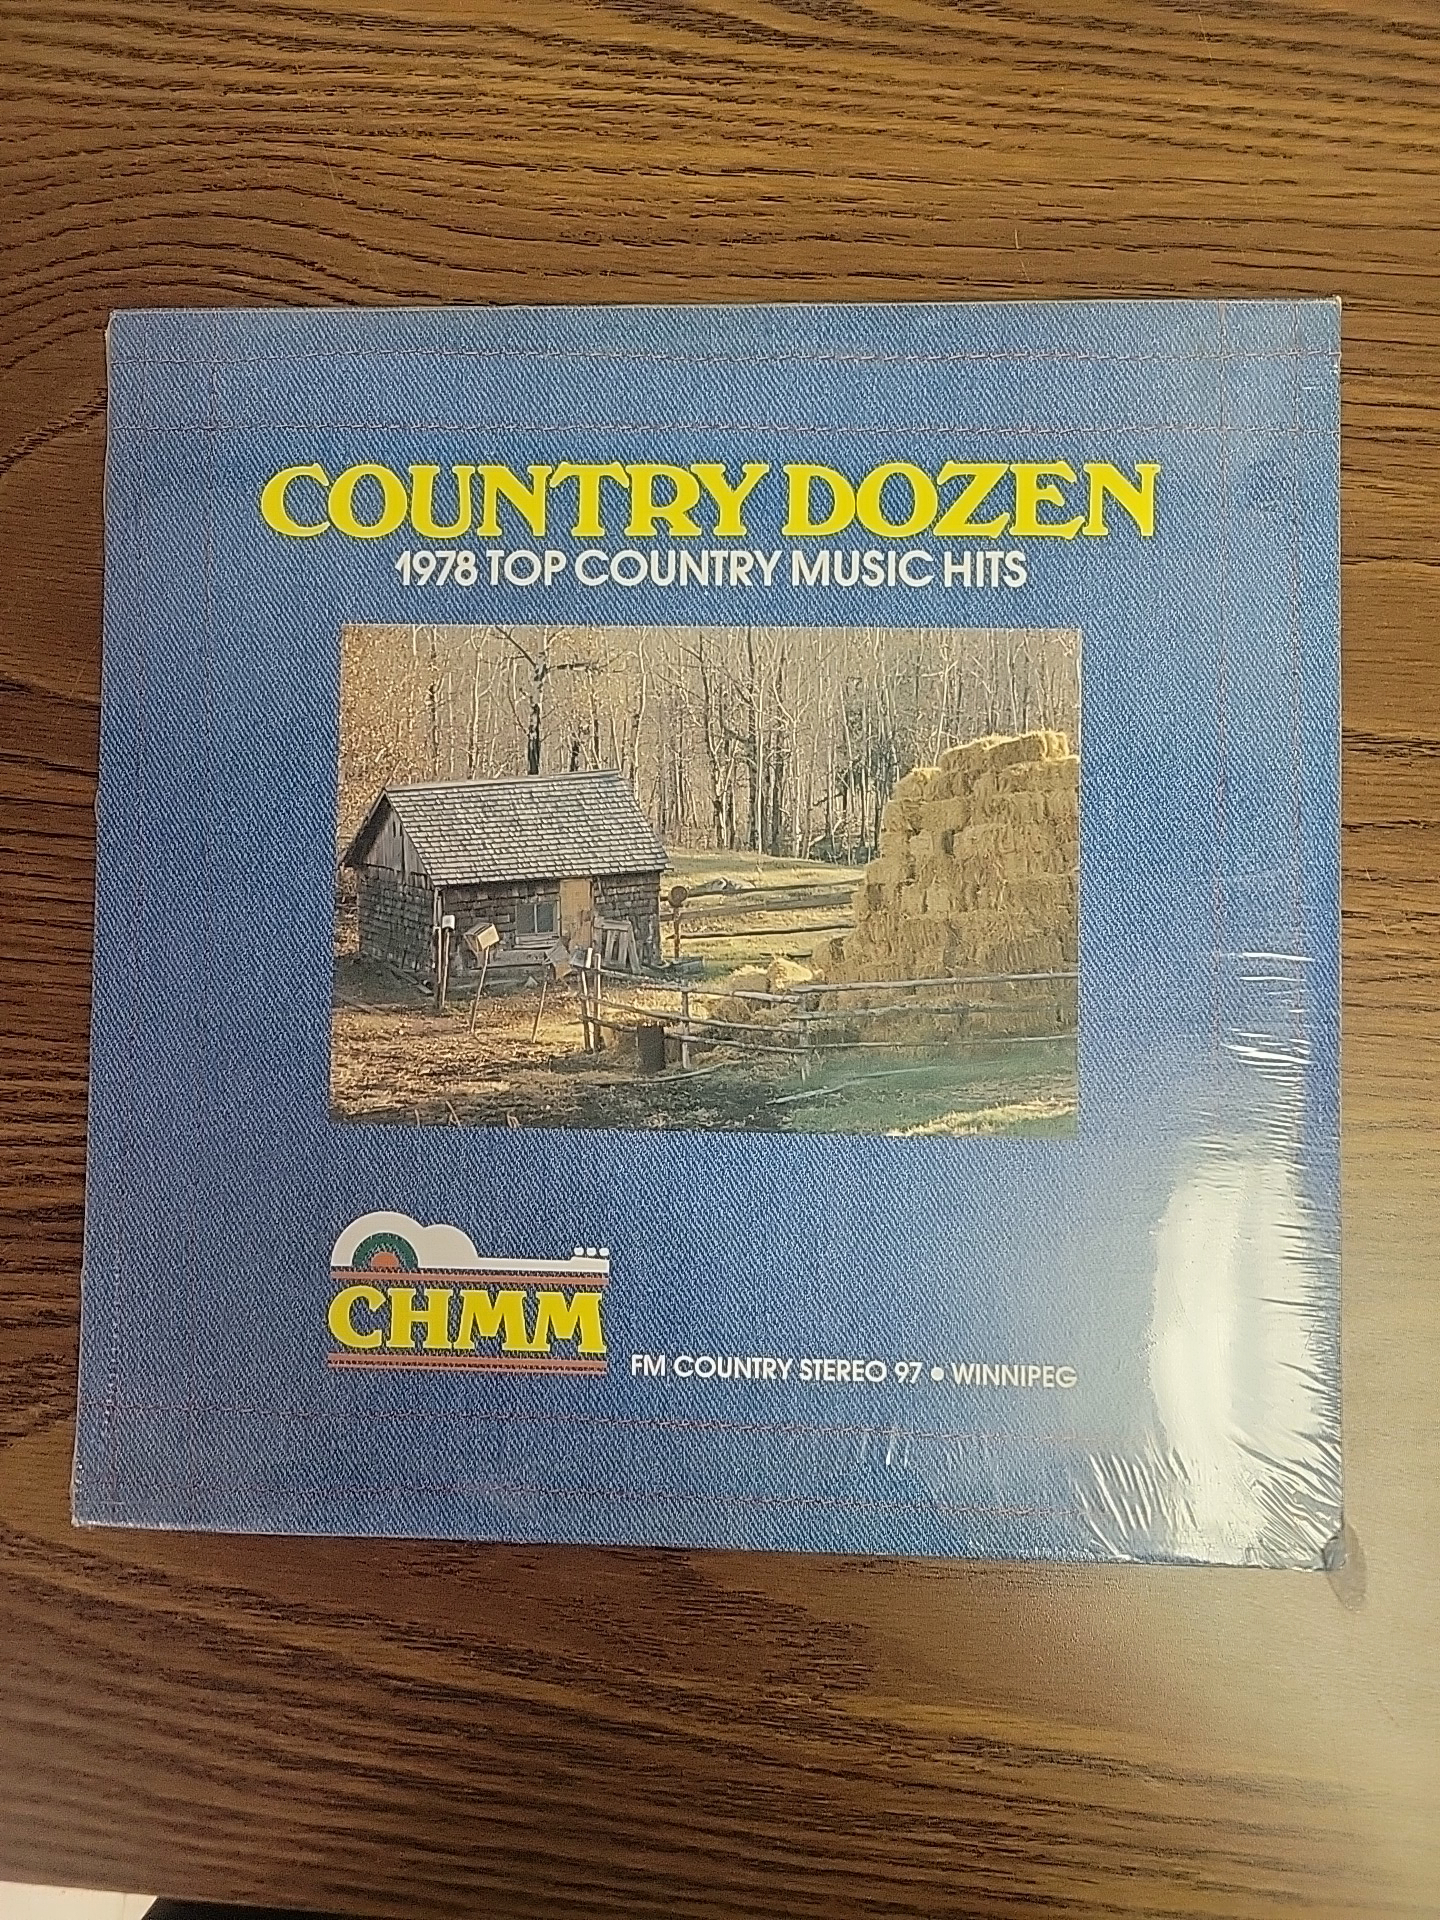 COUNTRY DOZEN
1978 TOP COUNTRY MUSIC HITS
CHMM
FM COUNTRY STEREO 97 • WINNIPEG